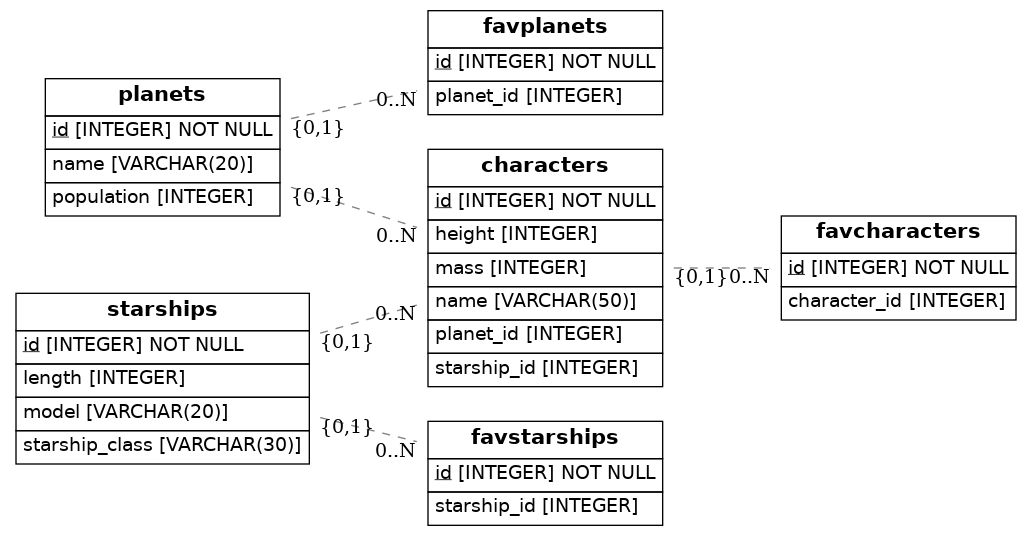 favplanets
id [INTEGER] NOT NULL
planet_id [INTEGER]
planets
id [INTEGER] NOT NULL
name [VARCHAR(20)]
population [INTEGER]
0..N
{0,1}
characters
id [INTEGER] NOT NULL
height [INTEGER]
mass [INTEGER]
name [VARCHAR(50)]
planet_id [INTEGER]
starship_id [INTEGER]
{0,1}
0..N
favcharacters
id [INTEGER] NOT NULL
character_id [INTEGER]
{0,1}0..N
starships
id [INTEGER] NOT NULL
length [INTEGER]
model [VARCHAR(20)]
starship_class [VARCHAR(30)]
0..N
{0,1}
{0,1}
0..N
favstarships
id [INTEGER] NOT NULL
starship_id [INTEGER]